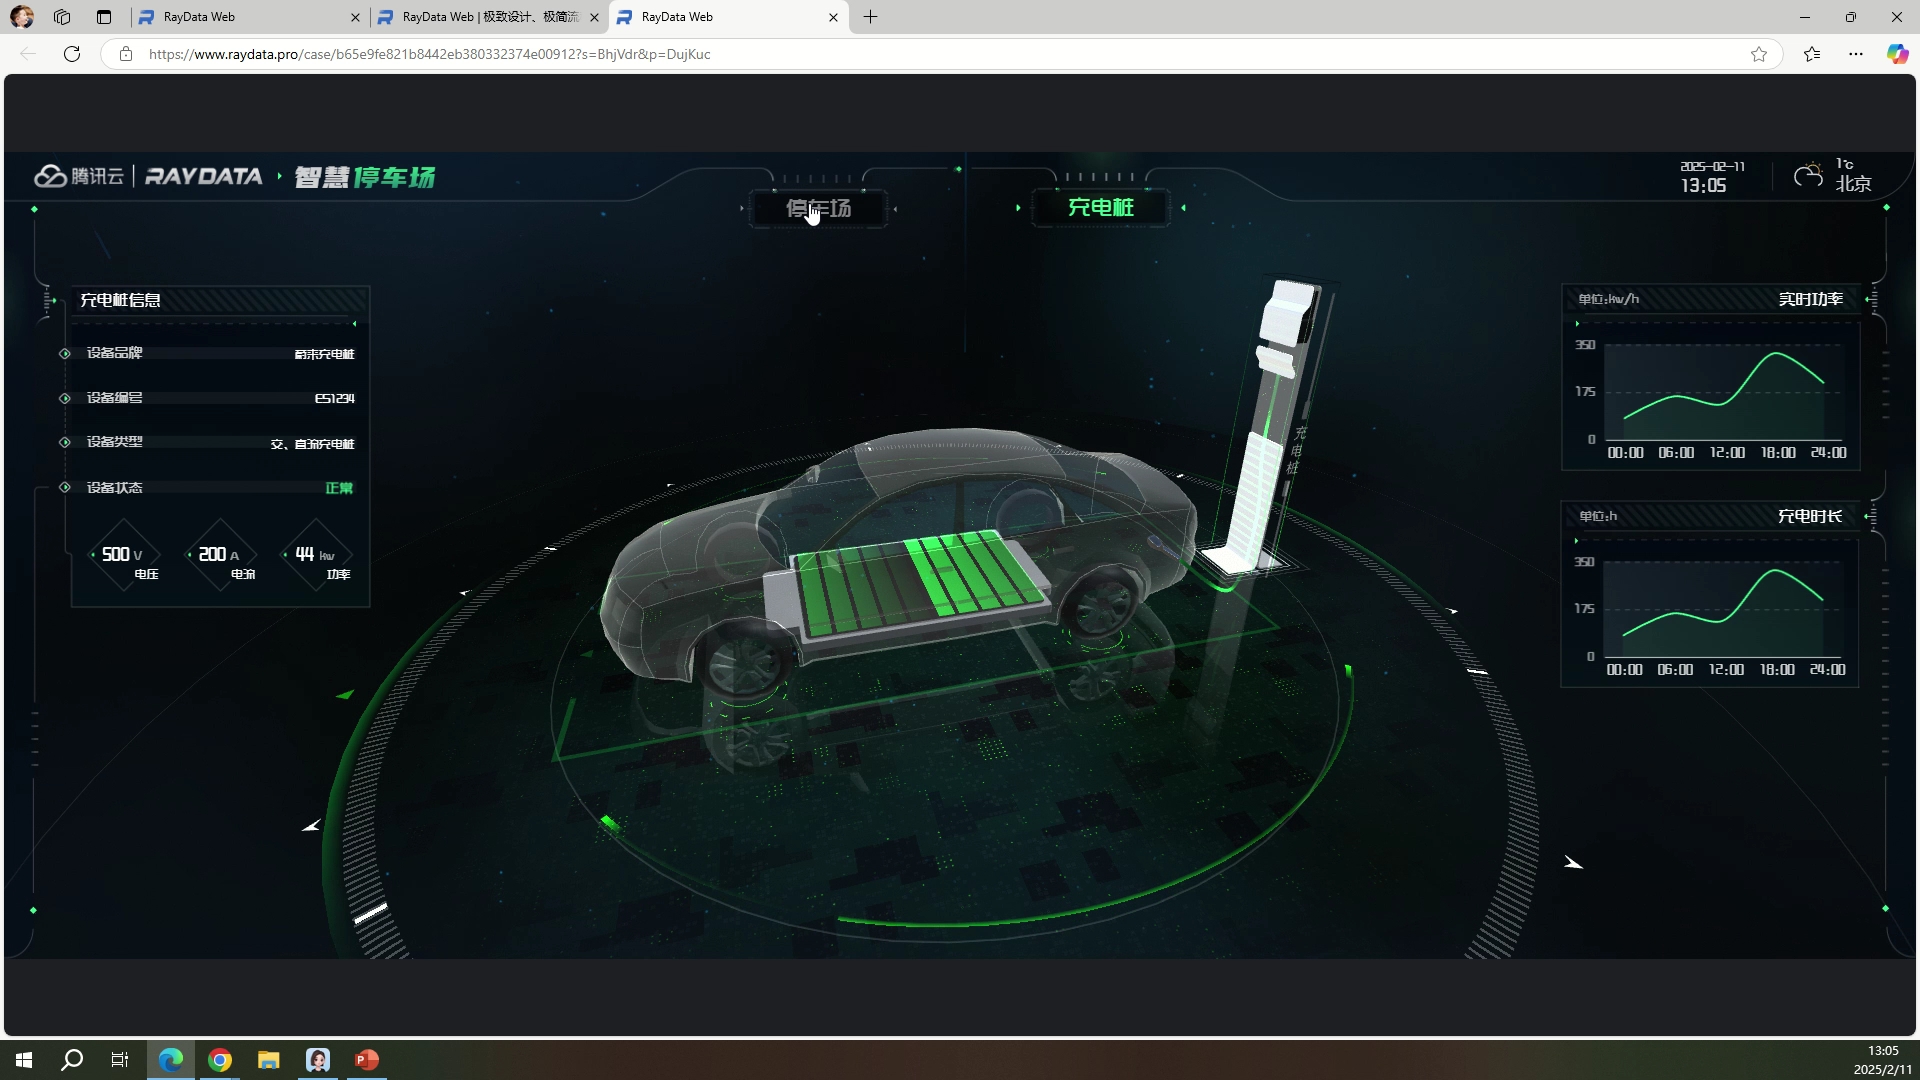 RayData Web
RayData Web | 极致设计、极简流
RayData Web
https://www.raydata.pro/case/b65e9fe821b8442eb380332374e00912?s=BhjVdr&p=DujKuc
腾讯云 | RAYDATA 智慧停车场
停车场
充电桩
2025-02-11
13:05
1℃
北京
充电桩信息
设备品牌 蔚来充电桩
设备编号 ES1234
设备类型 交、直流充电桩
设备状态 正常
500 V 电压
200 A 电流
44 kw 功率
充电桩
单位:kw/h 实时功率
350
175
0
00:00 06:00 12:00 18:00 24:00
单位:h 充电时长
350
175
0
00:00 06:00 12:00 18:00 24:00
13:05
2025/2/11